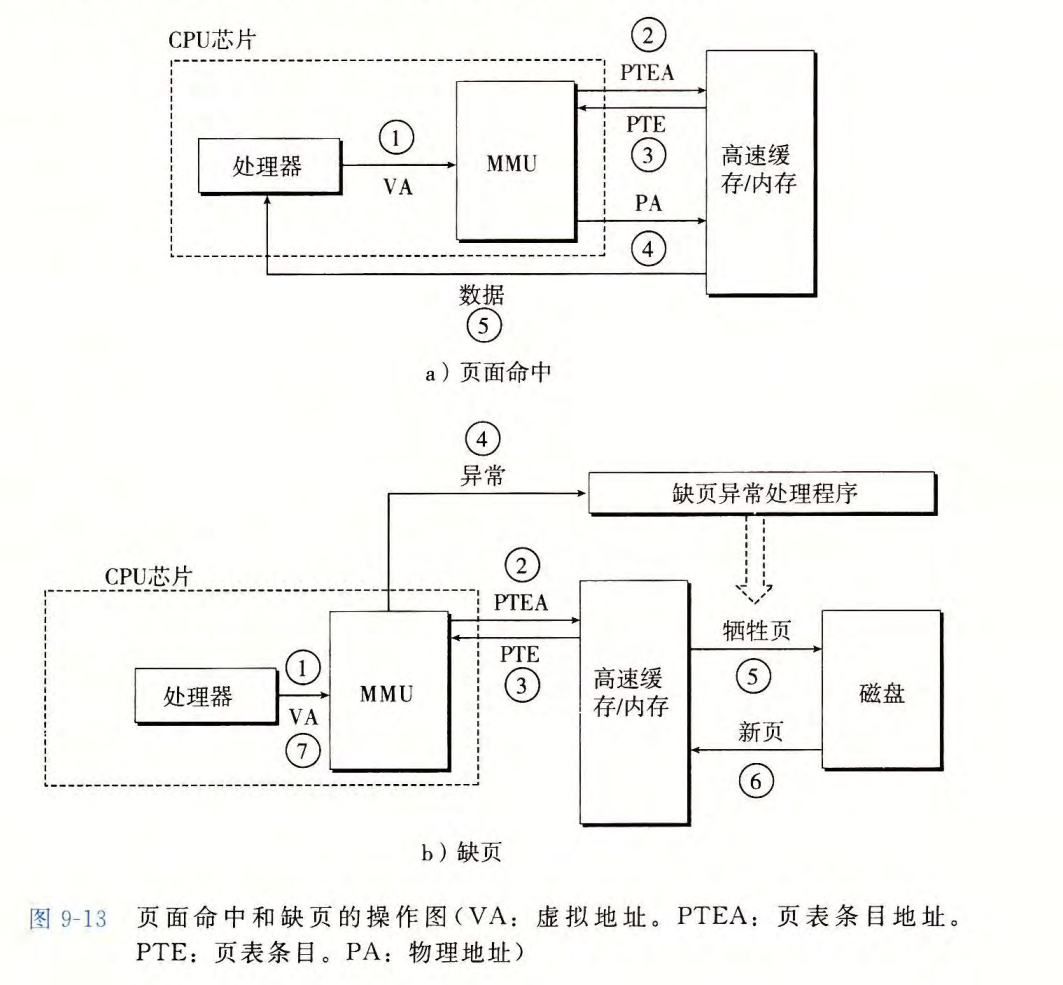 CPU芯片
②
PTEA
①
处理器
VA
MMU
PTE
③
高速缓
存/内存
PA
④
数据
⑤
a）页面命中
④
异常
缺页异常处理程序
CPU芯片
②
PTEA
牺牲页
①
PTE
③
⑤
处理器
MMU
高速缓
存/内存
磁盘
VA
新页
⑦
⑥
b）缺页
图 9-13 页面命中和缺页的操作图(VA：虚拟地址。PTEA：页表条目地址。
PTE：页表条目。PA：物理地址)